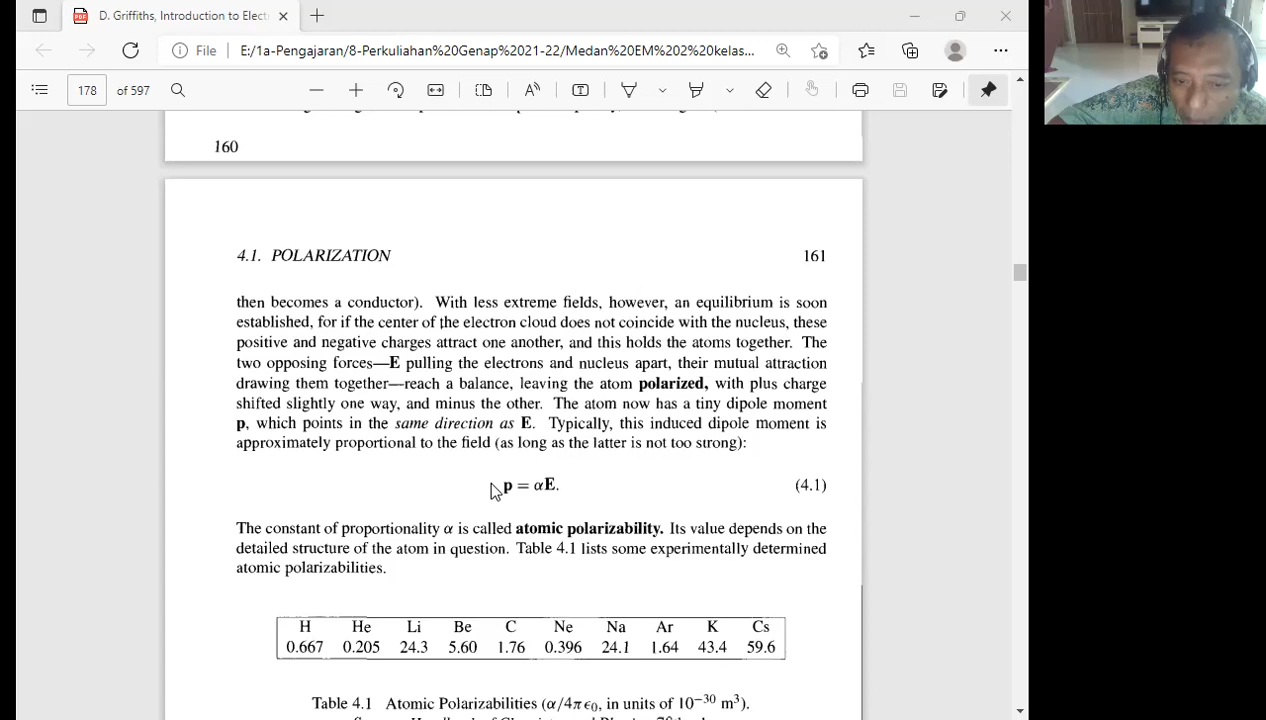 D. Griffiths, Introduction to Elect
File
E:/1a-Pengajaran/8-Perkuliahan%20Genap%2021-22/Medan%20EM%202%20kelas...
178 of 597
160
4.1. POLARIZATION 161
then becomes a conductor). With less extreme fields, however, an equilibrium is soon
established, for if the center of the electron cloud does not coincide with the nucleus, these
positive and negative charges attract one another, and this holds the atoms together. The
two opposing forces—E pulling the electrons and nucleus apart, their mutual attraction
drawing them together—reach a balance, leaving the atom polarized, with plus charge
shifted slightly one way, and minus the other. The atom now has a tiny dipole moment
p, which points in the same direction as E. Typically, this induced dipole moment is
approximately proportional to the field (as long as the latter is not too strong):
p = αE. (4.1)
The constant of proportionality α is called atomic polarizability. Its value depends on the
detailed structure of the atom in question. Table 4.1 lists some experimentally determined
atomic polarizabilities.
H He Li Be C Ne Na Ar K Cs
0.667 0.205 24.3 5.60 1.76 0.396 24.1 1.64 43.4 59.6
Table 4.1 Atomic Polarizabilities (α/4πϵ₀, in units of 10⁻³⁰ m³).